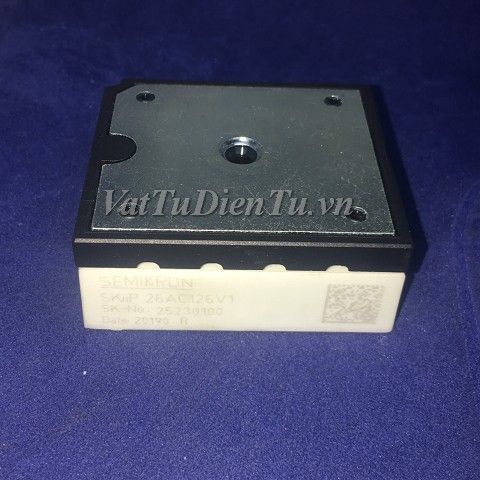 VatTuDienTu.vn
SEMIKRON
SKiiP 26AC126V1
SK-No.: 25230100
Date: 20190 R